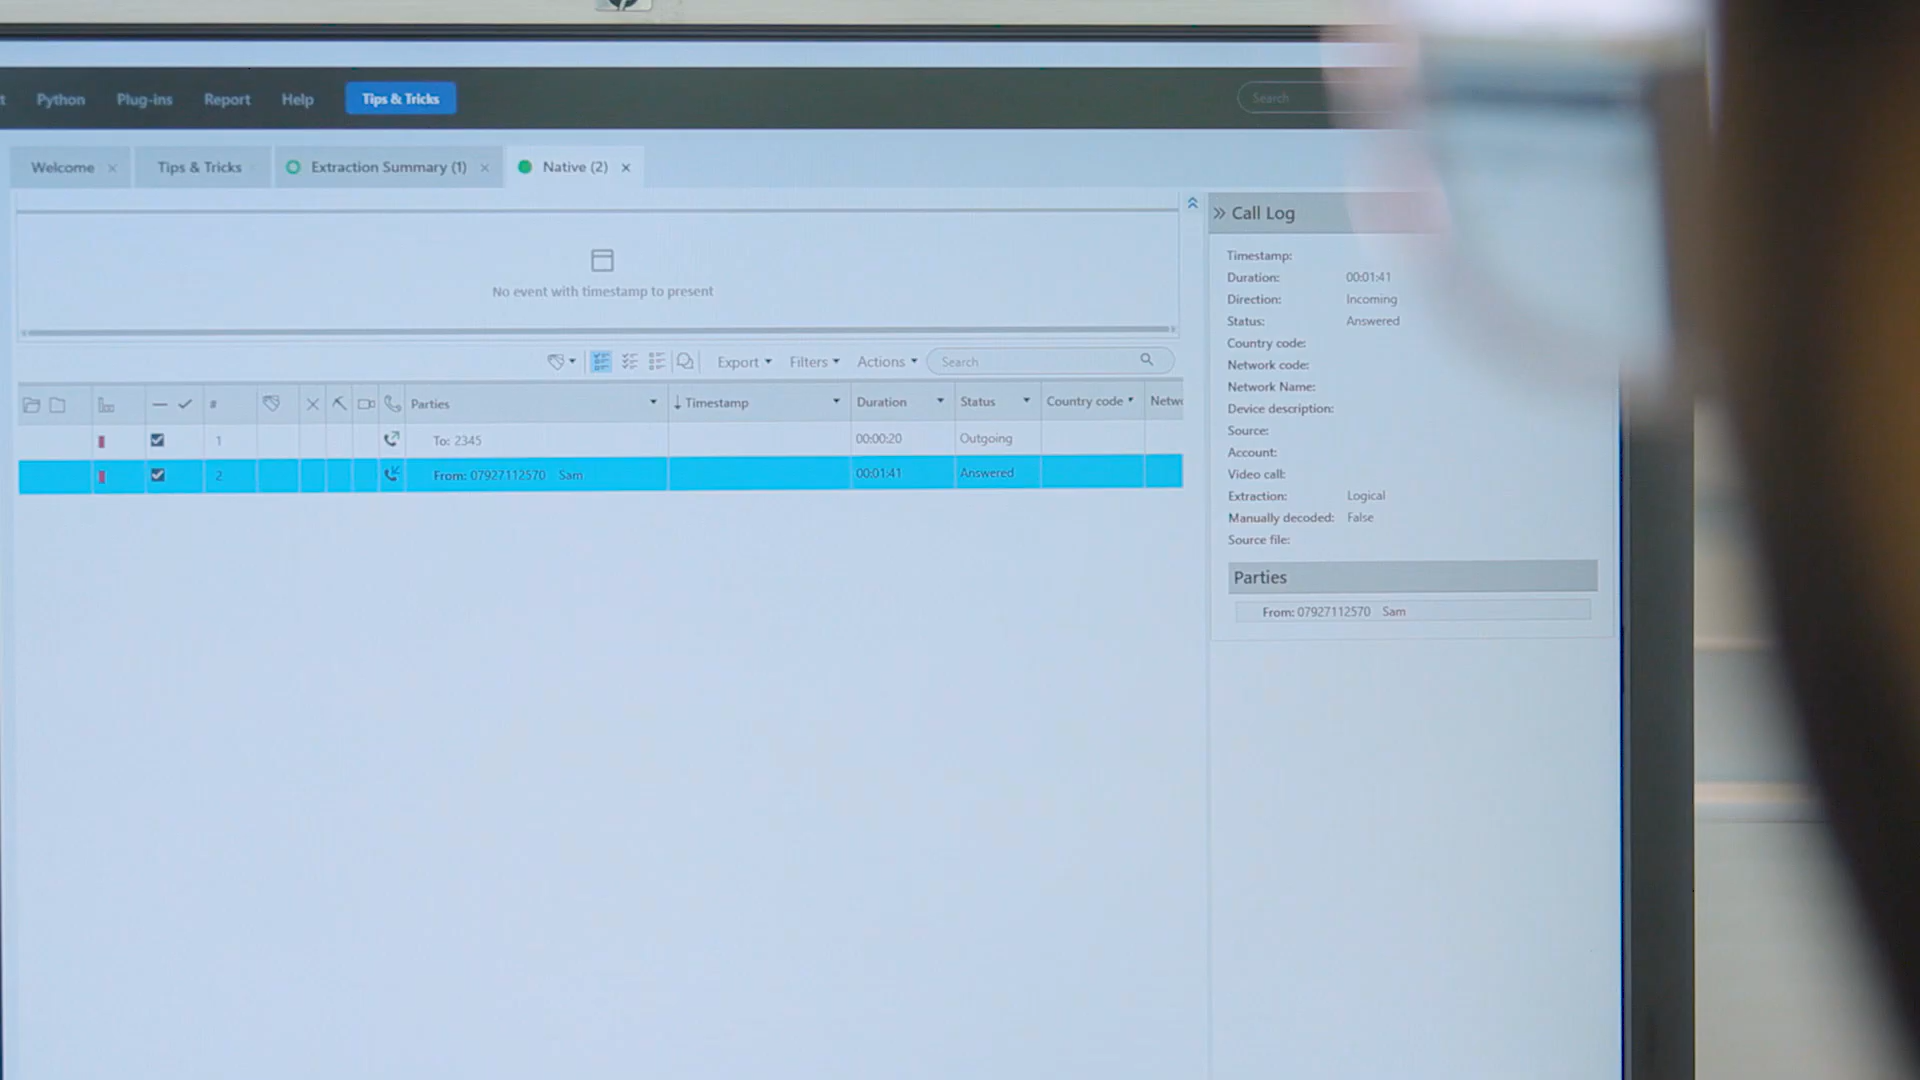 Python Plug-ins Report Help Tips & Tricks Search
Welcome Tips & Tricks Extraction Summary (1) Native (2)
No event with timestamp to present
Export Filters Actions Search
# Parties Timestamp Duration Status Country code
1 To: 2345 00:00:20 Outgoing
2 From: 07927112570 Sam 00:01:41 Answered
Call Log
Timestamp:
Duration: 00:01:41
Direction: Incoming
Status: Answered
Country code:
Network code:
Network Name:
Device description:
Source:
Account:
Video call:
Extraction: Logical
Manually decoded: False
Source file:
Parties
From: 07927112570 Sam